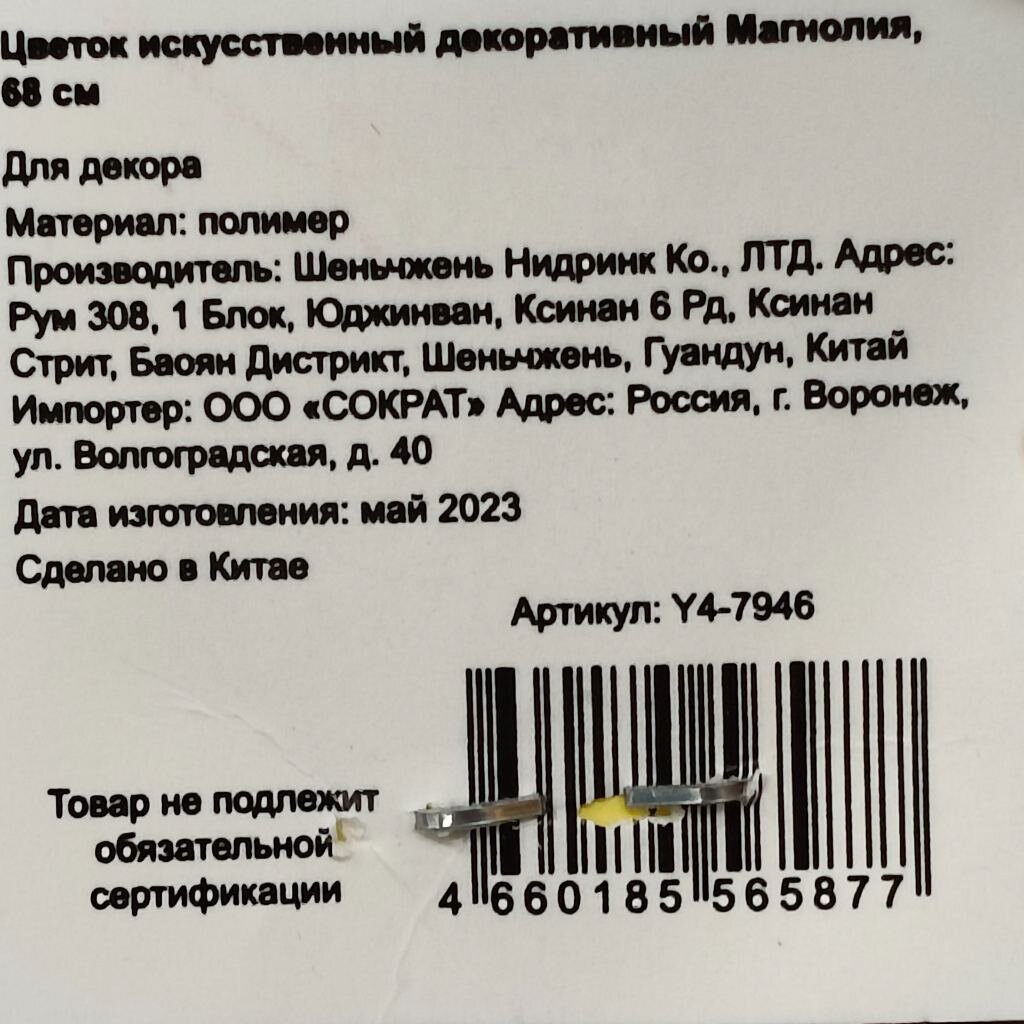 Цветок искусственный декоративный Магнолия,
68 см
Для декора
Материал: полимер
Производитель: Шеньчжень Нидринк Ко., ЛТД. Адрес:
Рум 308, 1 Блок, Юджинван, Ксинан 6 Рд, Ксинан
Стрит, Баоян Дистрикт, Шеньчжень, Гуандун, Китай
Импортер: ООО «СОКРАТ» Адрес: Россия, г. Воронеж,
ул. Волгоградская, д. 40
Дата изготовления: май 2023
Сделано в Китае
Артикул: Y4-7946
Товар не подлежит
обязательной
сертификации
4 660185 565877